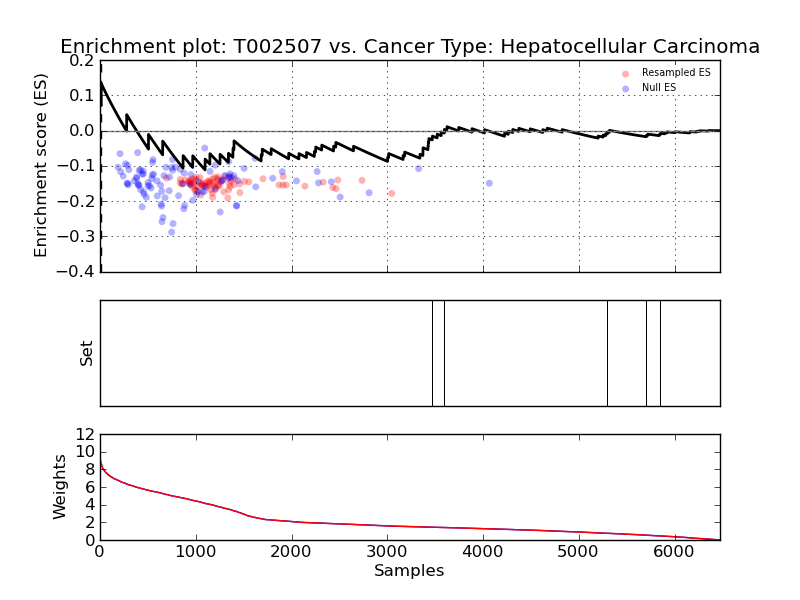 Enrichment plot: T002507 vs. Cancer Type: Hepatocellular Carcinoma
Enrichment score (ES)
0.2
0.1
0.0
−0.1
−0.2
−0.3
−0.4
Resampled ES
Null ES
Set
Weights
12
10
8
6
4
2
0
0 1000 2000 3000 4000 5000 6000
Samples